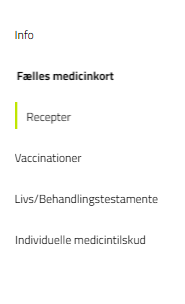 Info
Fælles medicinkort
Recepter
Vaccinationer
Livs/Behandlingstestamente
Individuelle medicintilskud